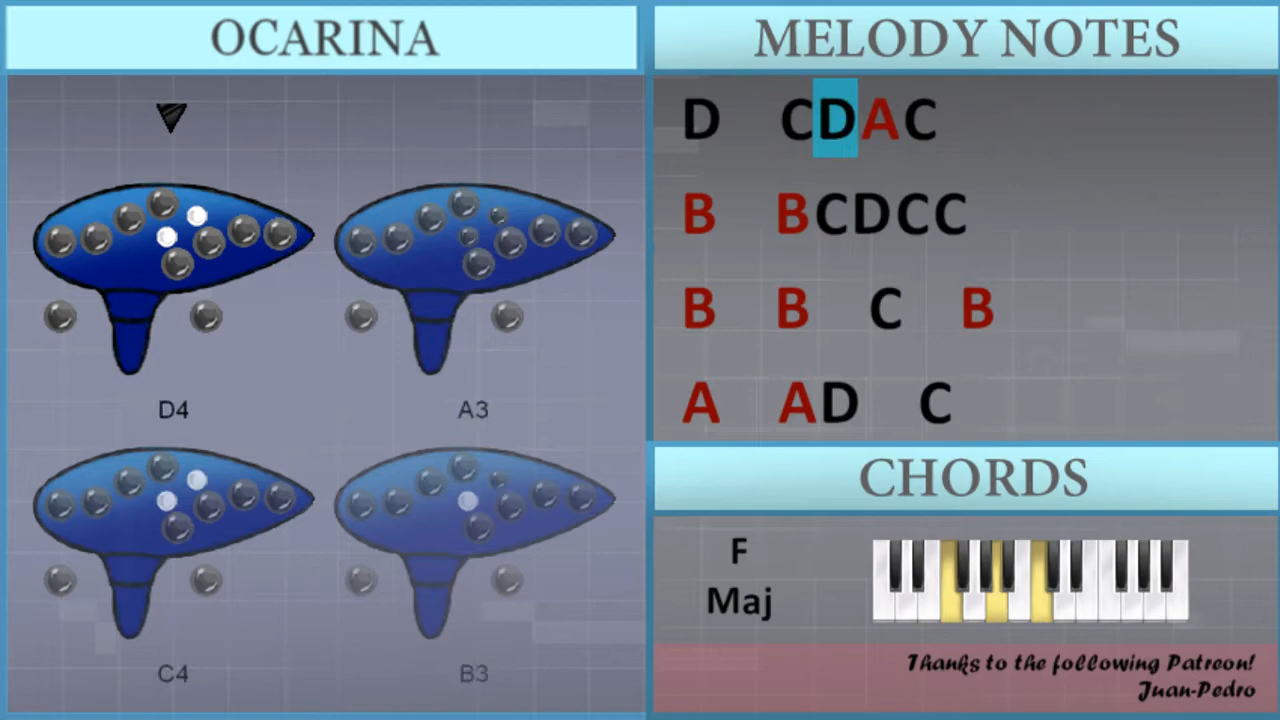 OCARINA
D4
A3
C4
B3
MELODY NOTES
D CDAC
B BCDCC
B B C B
A AD C
CHORDS
F
Maj
Thanks to the following Patreon!
Juan-Pedro